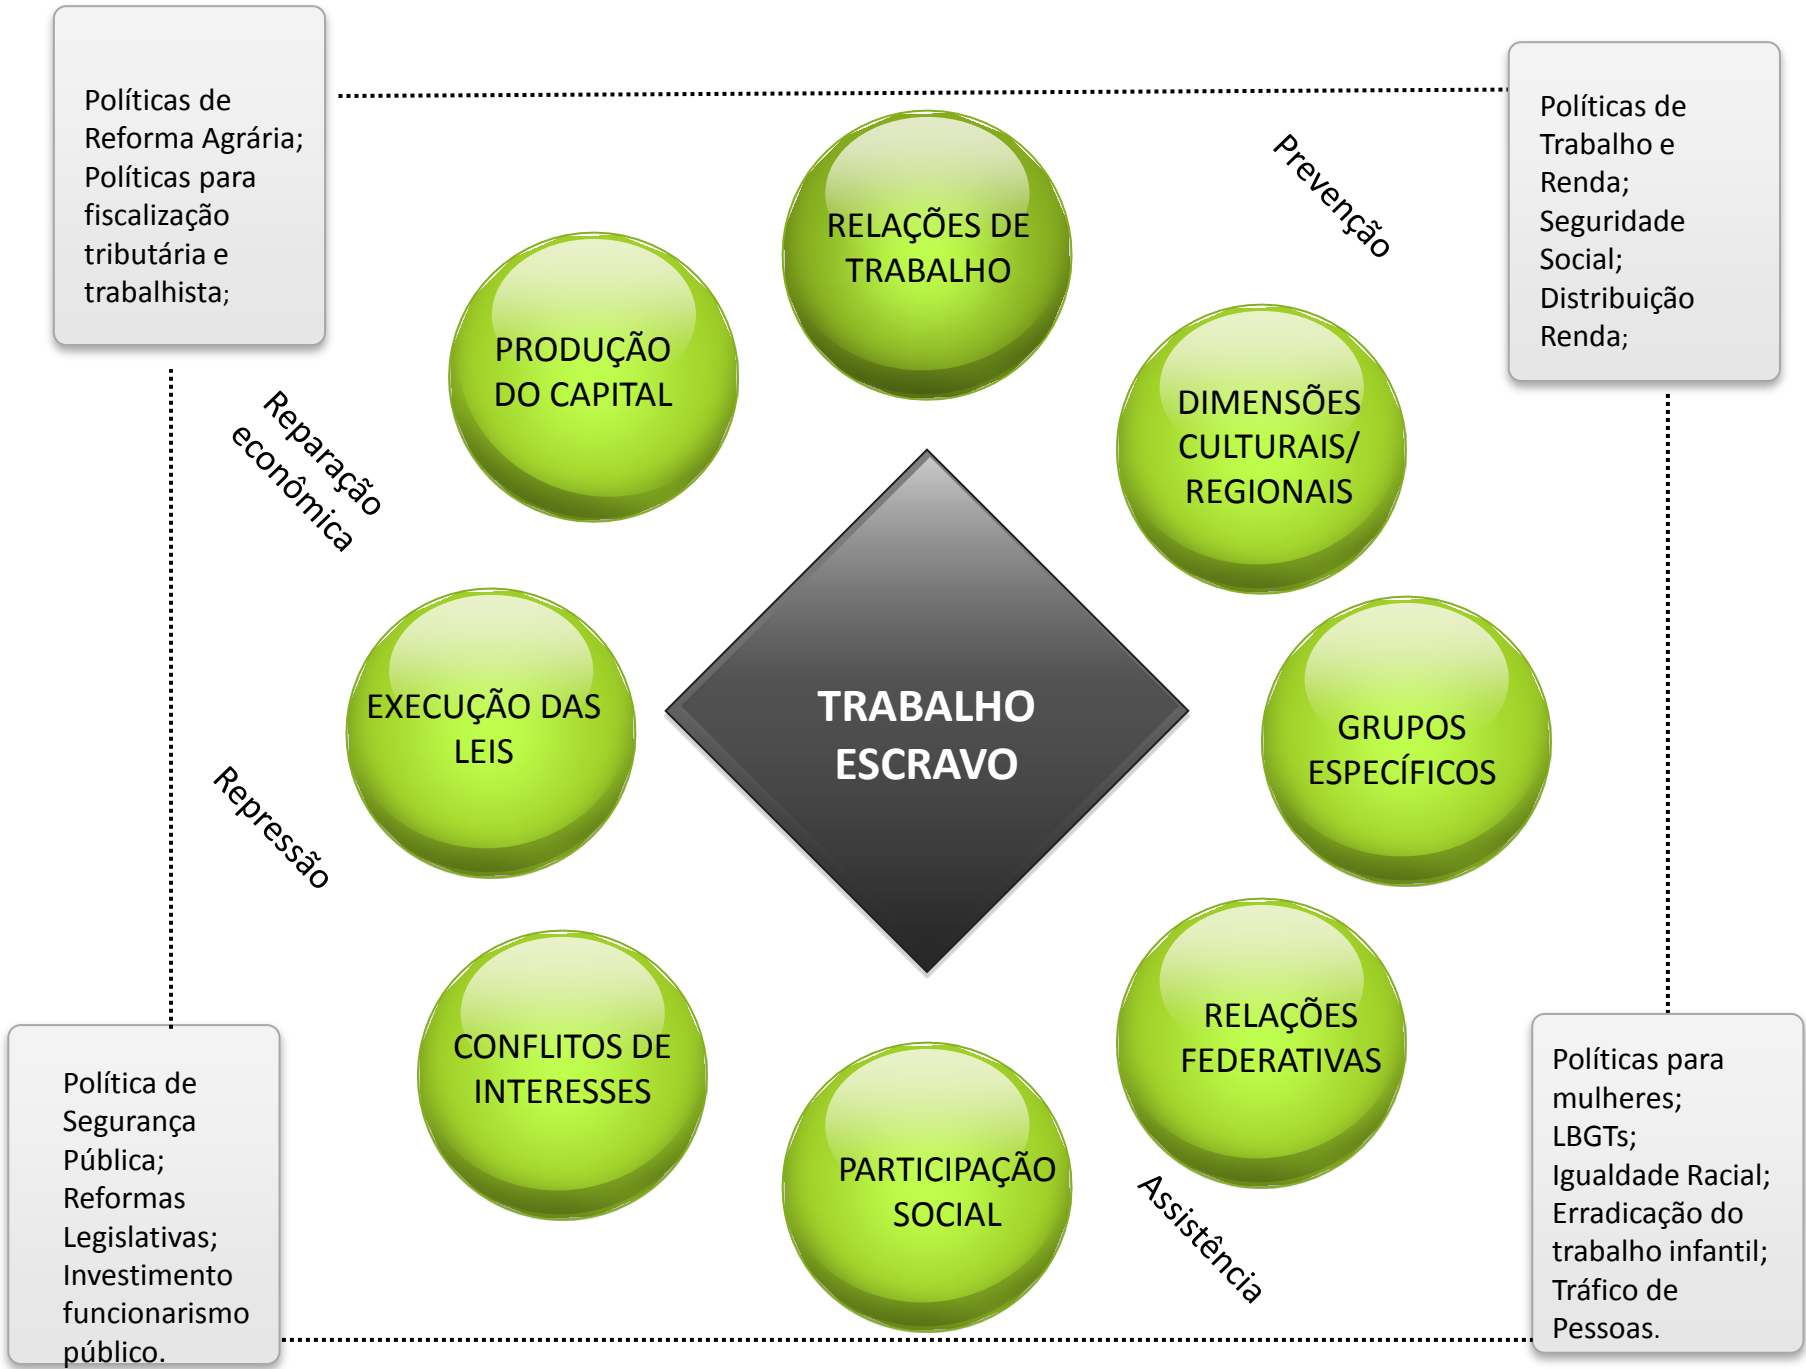 Políticas de
Reforma Agrária;
Políticas para
fiscalização
tributária e
trabalhista;
RELAÇÕES DE
TRABALHO
Prevenção
Políticas de
Trabalho e
Renda;
Seguridade
Social;
Distribuição
Renda;
PRODUÇÃO
DO CAPITAL
DIMENSÕES
CULTURAIS/
REGIONAIS
Reparação
econômica
EXECUÇÃO DAS
LEIS
TRABALHO
ESCRAVO
GRUPOS
ESPECÍFICOS
Repressão
CONFLITOS DE
INTERESSES
RELAÇÕES
FEDERATIVAS
PARTICIPAÇÃO
SOCIAL
Assistência
Política de
Segurança
Pública;
Reformas
Legislativas;
Investimento
funcionarismo
público.
Políticas para
mulheres;
LBGTs;
Igualdade Racial;
Erradicação do
trabalho infantil;
Tráfico de
Pessoas.